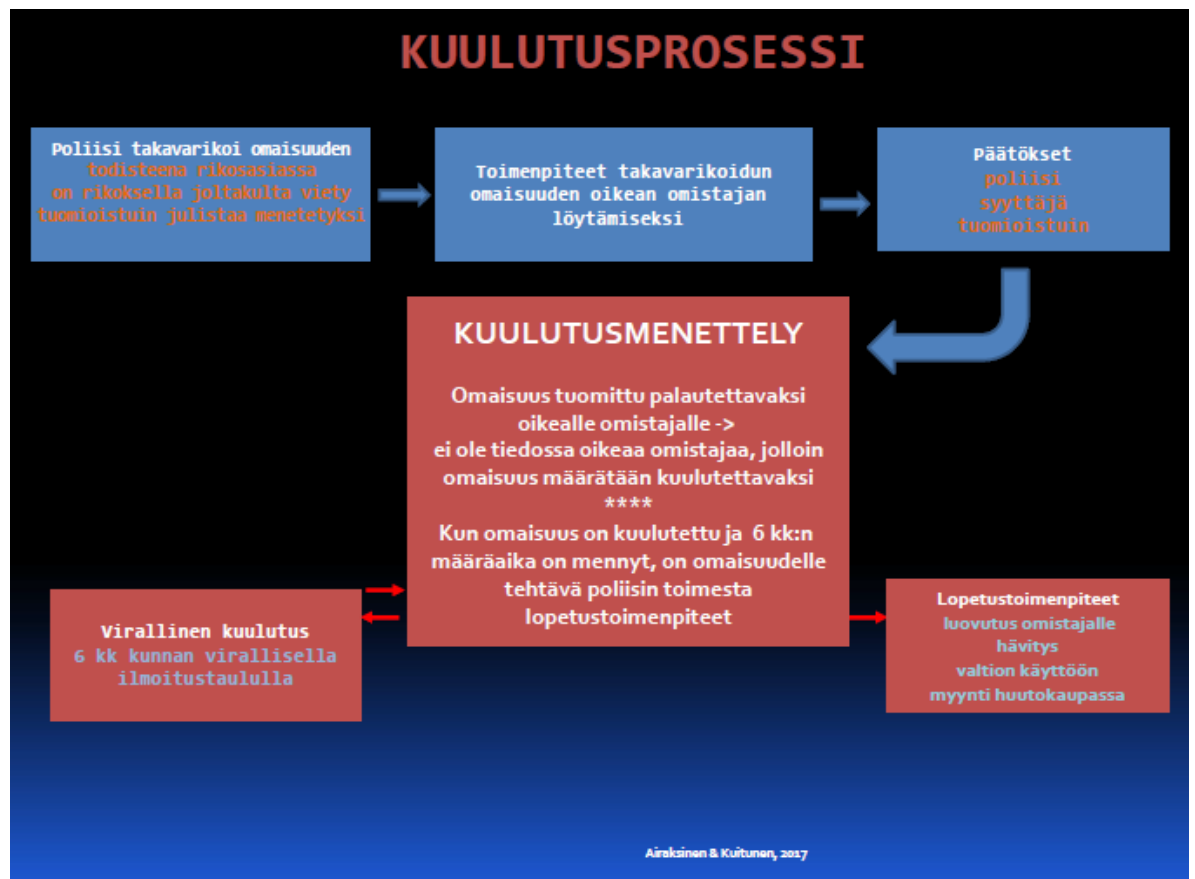 KUULUTUSPROSESSI
Poliisi takavarikoi omaisuuden
todisteena rikosasiassa
on rikoksella joltakulta viety
tuomioistuin julistaa menetetyksi
Toimenpiteet takavarikoidun
omaisuuden oikean omistajan
löytämiseksi
Päätökset
poliisi
syyttäjä
tuomioistuin
KUULUTUSMENETTELY
Omaisuus tuomittu palautettavaksi
oikealle omistajalle ->
ei ole tiedossa oikeaa omistajaa, jolloin
omaisuus määrätään kuulutettavaksi
****
Kun omaisuus on kuulutettu ja 6 kk:n
määräaika on mennyt, on omaisuudelle
tehtävä poliisin toimesta
lopetustoimenpiteet
Virallinen kuulutus
6 kk kunnan virallisella
ilmoitustaululla
Lopetustoimenpiteet
luovutus omistajalle
hävitys
valtion käyttöön
myynti huutokaupassa
Airaksinen & Kuitunen, 2017